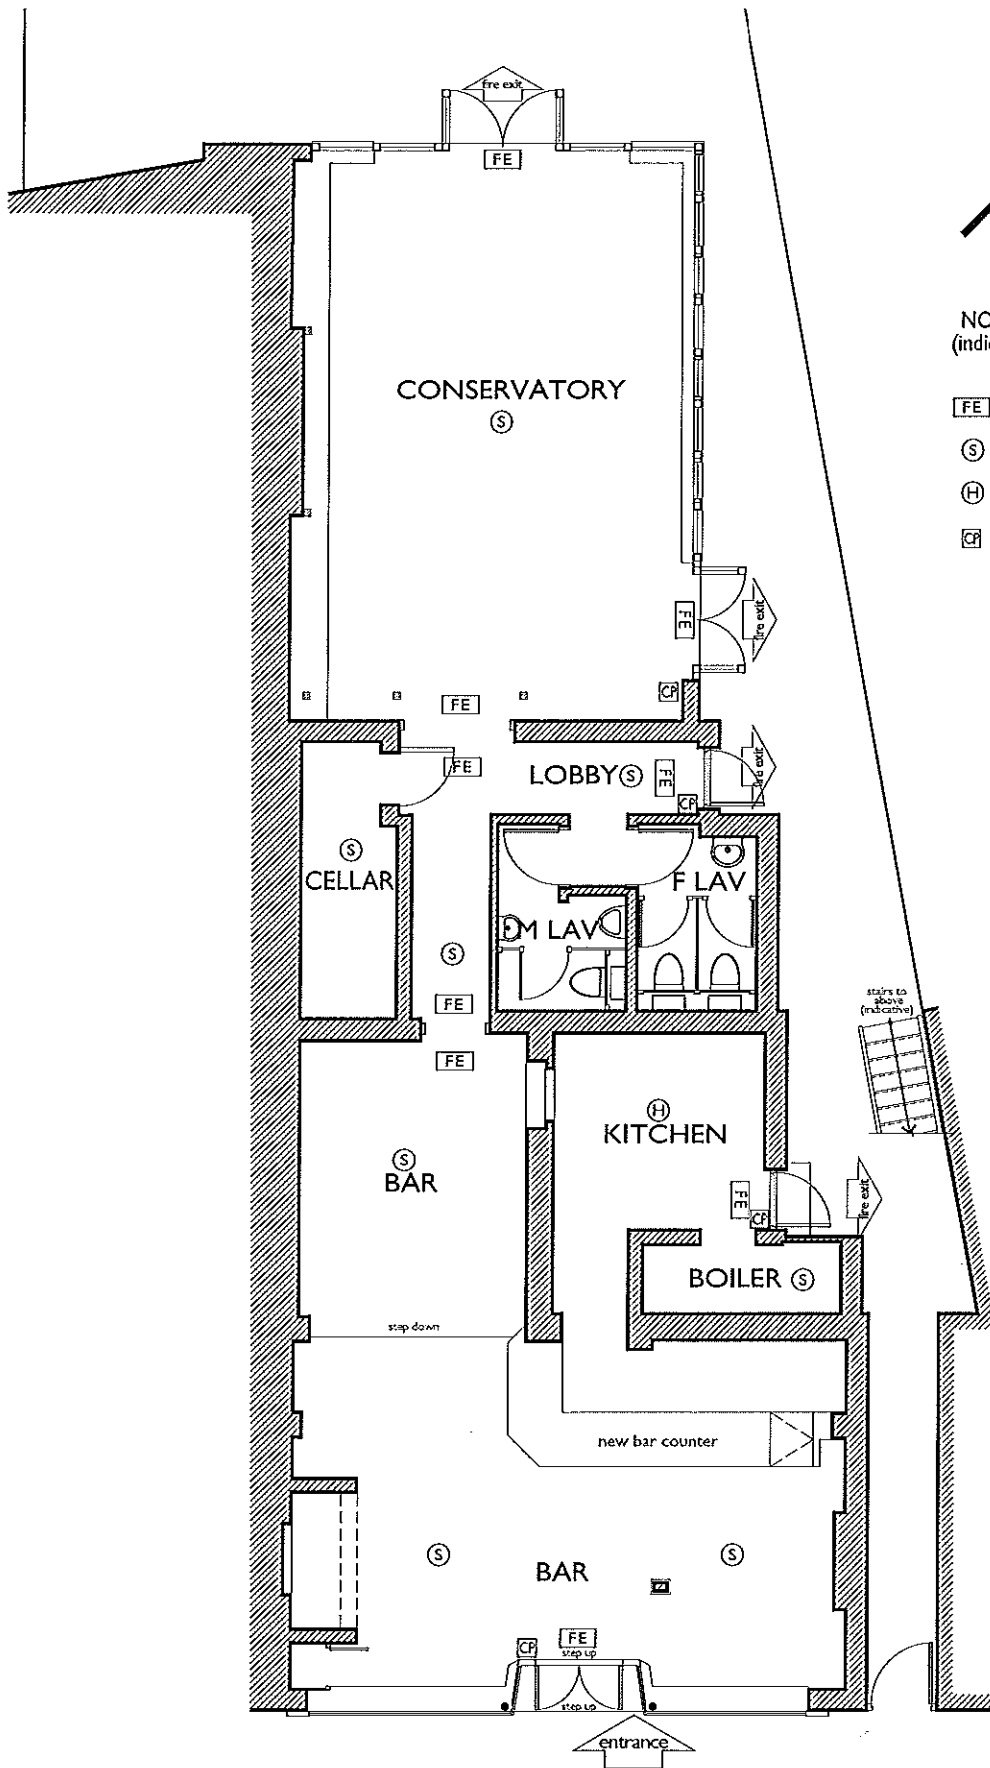 fire exit
FE
NO
(indic
CONSERVATORY
S
FE
S
H
CP
FE
fire exit
CP
FE
FE
LOBBY S
FE
fire exit
CP
S
CELLAR
F LAV
M LAV
S
FE
stairs to
above
(indicative)
FE
H
KITCHEN
S
BAR
FE
CP
fire exit
BOILER S
step down
new bar counter
S
S
BAR
CP
FE
step up
step up
entrance